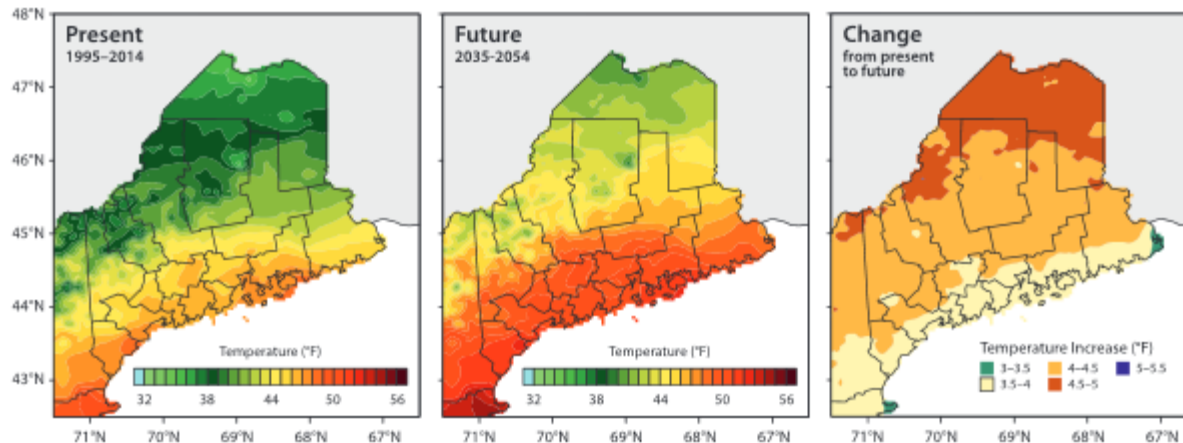 Present
1995–2014
Future
2035-2054
Change
from present
to future
48°N
47°N
46°N
45°N
44°N
43°N
Temperature (°F)
32 38 44 50 56
Temperature (°F)
32 38 44 50 56
Temperature Increase (°F)
3–3.5 4–4.5 5–5.5
3.5–4 4.5–5
71°N 70°N 69°N 68°N 67°N
71°N 70°N 69°N 68°N 67°N
71°N 70°N 69°N 68°N 67°N